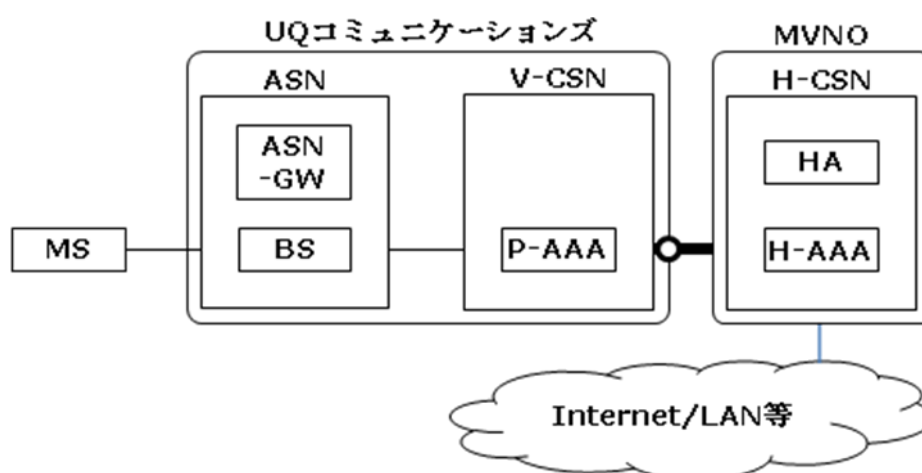 UQコミュニケーションズ
MVNO
ASN
V-CSN
H-CSN
ASN
-GW
HA
MS
BS
P-AAA
H-AAA
Internet/LAN等